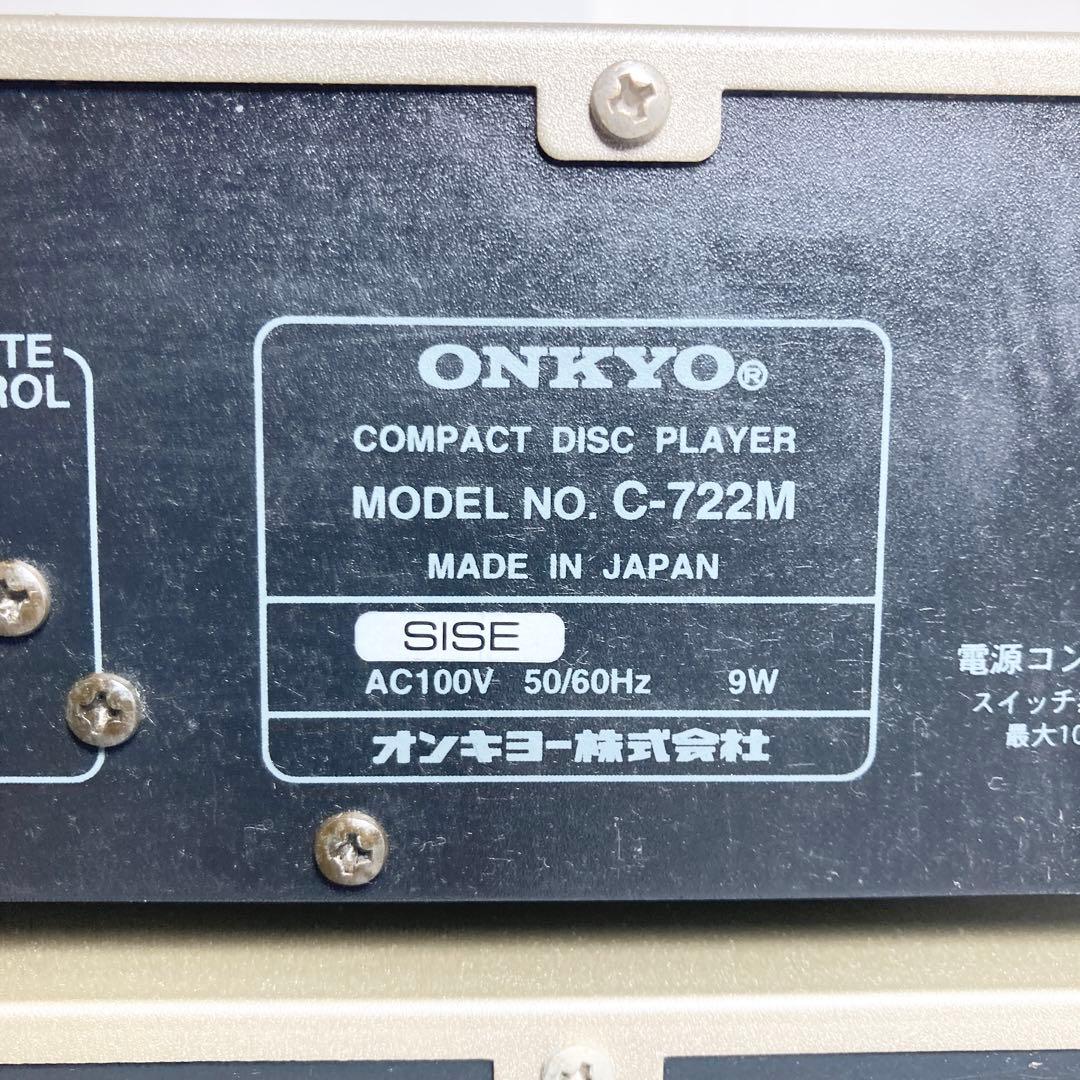 ONKYO®
COMPACT DISC PLAYER
MODEL NO. C-722M
MADE IN JAPAN
SISE
AC100V 50/60Hz 9W
オンキヨー株式会社
TE
ROL
電源コン
スイッチ
最大10